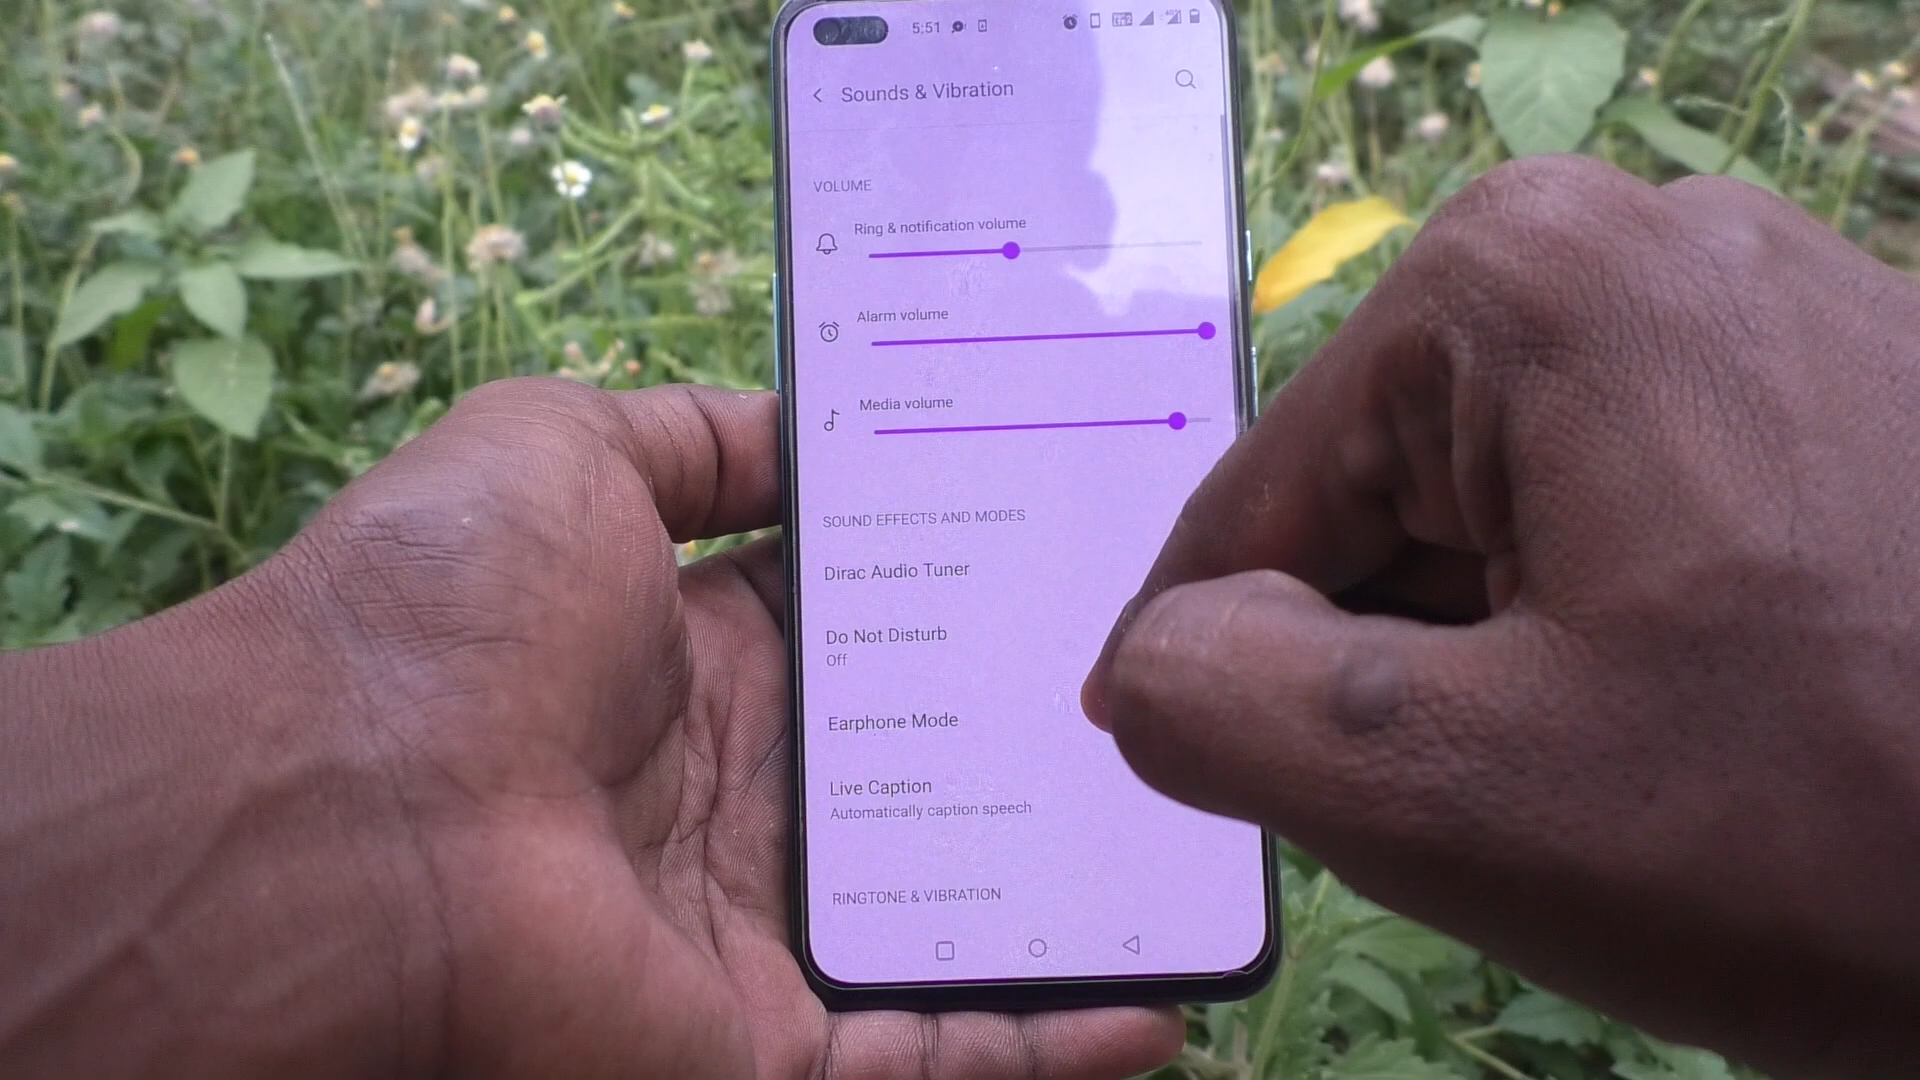 5:51
Sounds & Vibration
VOLUME
Ring & notification volume
Alarm volume
Media volume
SOUND EFFECTS AND MODES
Dirac Audio Tuner
Do Not Disturb
Off
Earphone Mode
Live Caption
Automatically caption speech
RINGTONE & VIBRATION